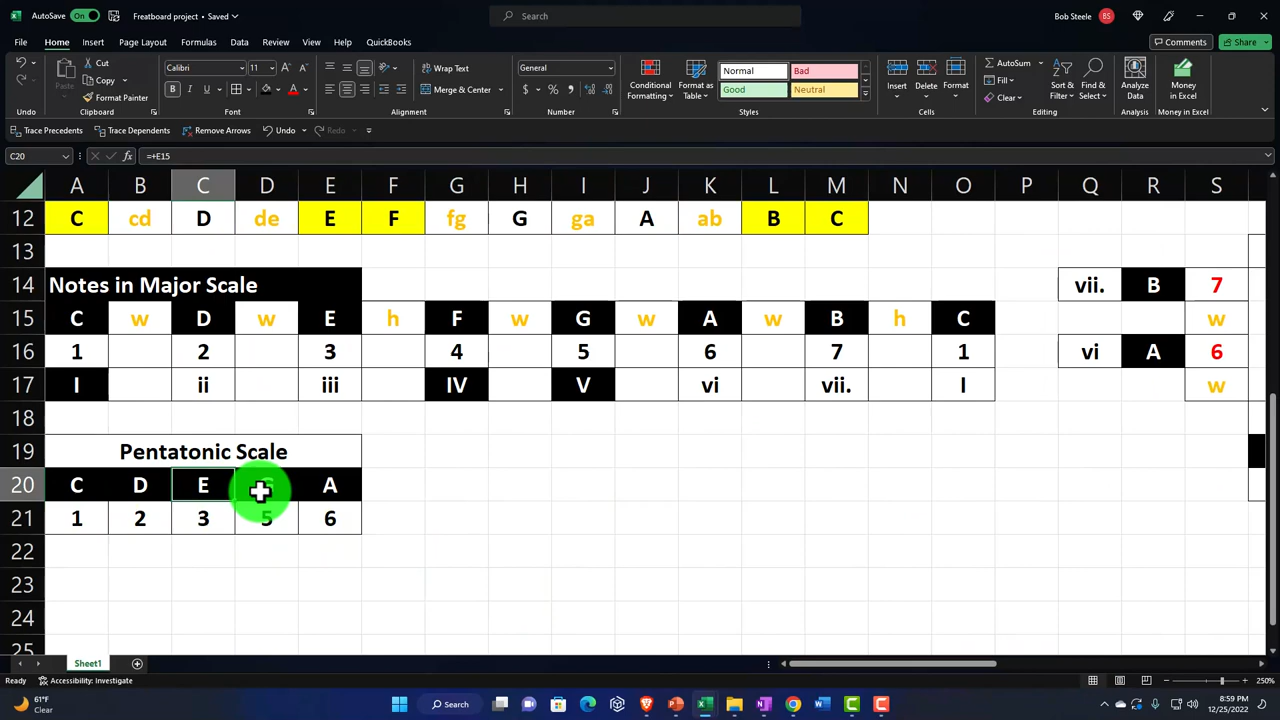 AutoSave On Freatboard project • Saved Search Bob Steele BS
File Home Insert Page Layout Formulas Data Review View Help QuickBooks Comments Share
Cut Calibri 11 Wrap Text General Normal Bad AutoSum
Paste Copy Conditional Formatting Format as Table Insert Delete Format Fill Sort & Filter Find & Select Analyze Data Money in Excel
Format Painter B I U Merge & Center $ % Good Neutral Clear
Undo Clipboard Font Alignment Number Styles Cells Editing Analysis Money in Excel
Trace Precedents Trace Dependents Remove Arrows Undo Redo
C20 fx =+E15
A B C D E F G H I J K L M N O P Q R S
12 C cd D de E F fg G ga A ab B C
13
14 Notes in Major Scale vii. B 7
15 C w D w E h F w G w A w B h C w
16 1 2 3 4 5 6 7 1 vi A 6
17 I ii iii IV V vi vii. I w
18
19 Pentatonic Scale
20 C D E G A
21 1 2 3 5 6
22
23
24
25
Sheet1
Ready Accessibility: Investigate 250%
61°F Search 8:59 PM
Clear 12/25/2022